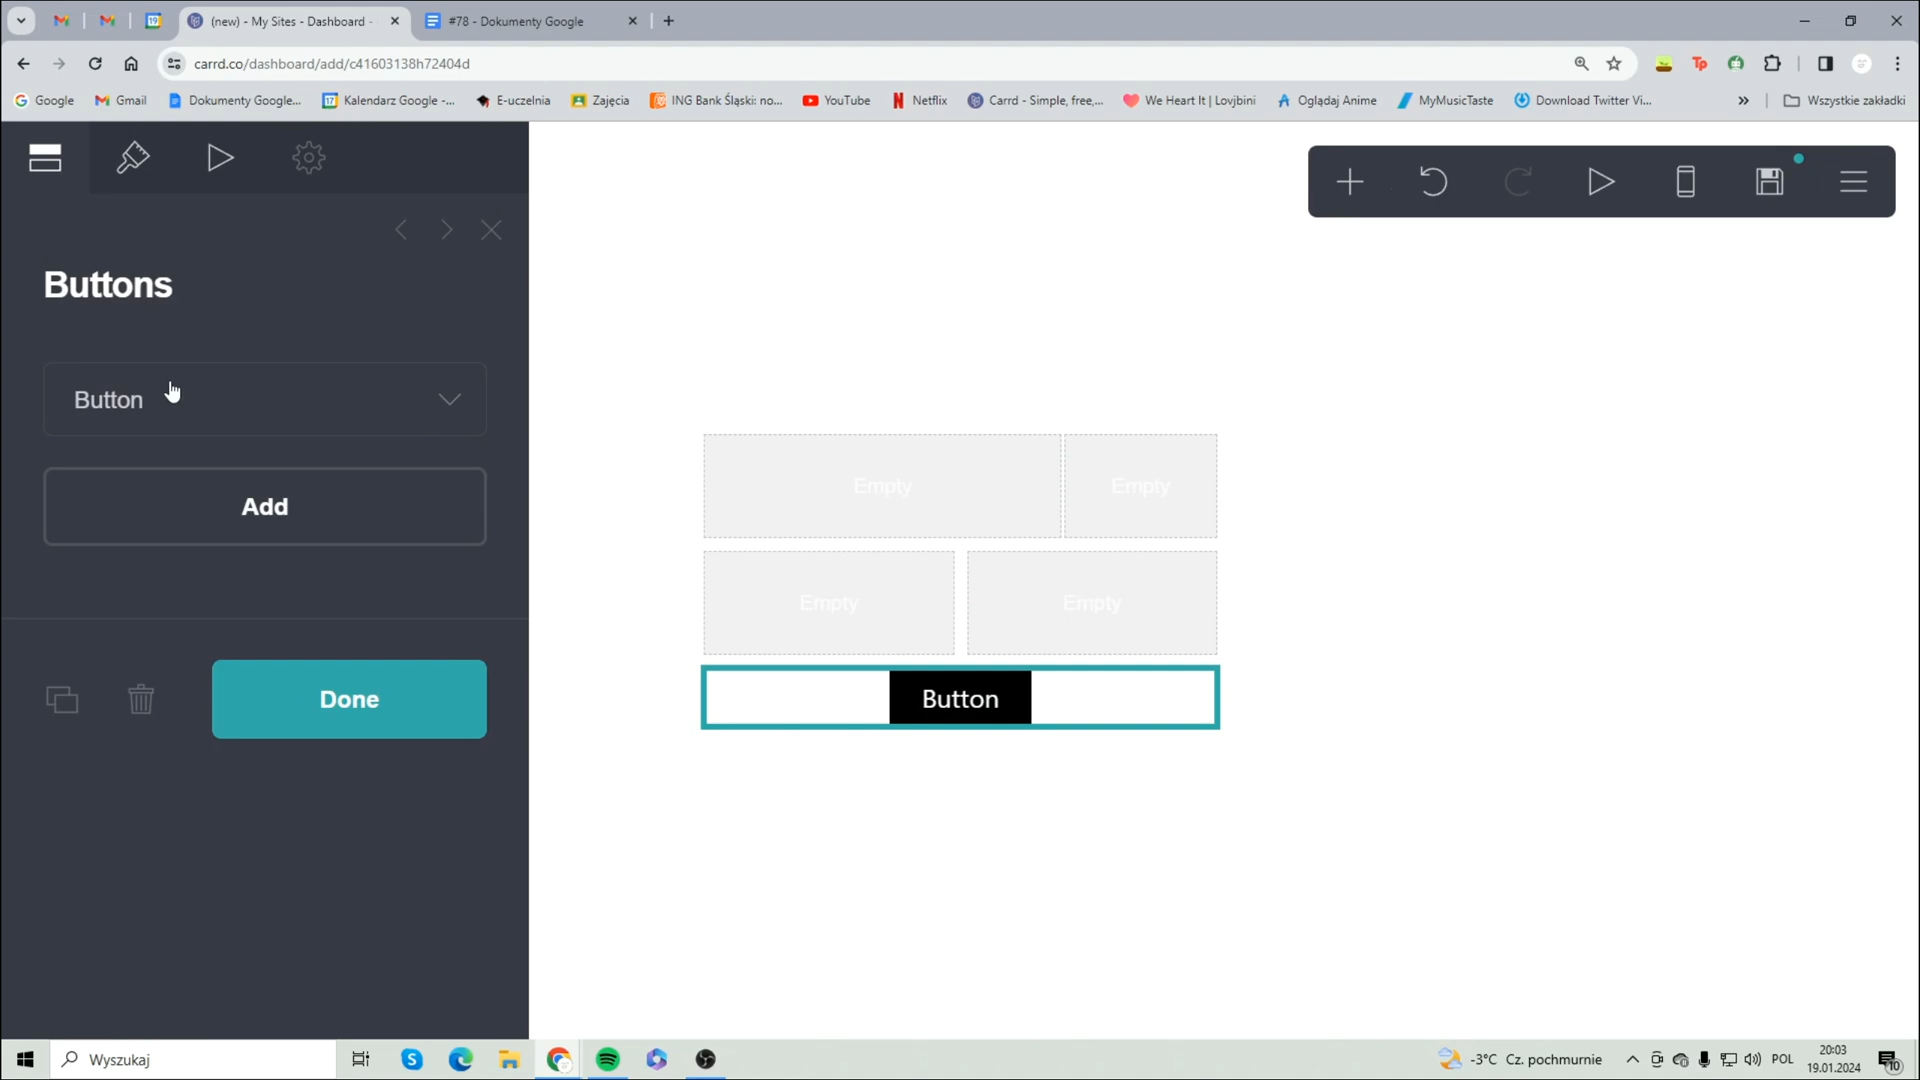 (new) - My Sites - Dashboard -
#78 - Dokumenty Google
carrd.co/dashboard/add/c41603138h72404d
Google
Gmail
Dokumenty Google...
Kalendarz Google -...
E-uczelnia
Zajęcia
ING Bank Śląski: no...
YouTube
Netflix
Carrd - Simple, free,...
We Heart It | Lovjbini
Oglądaj Anime
MyMusicTaste
Download Twitter Vi...
»
Wszystkie zakładki
Buttons
Button
Add
Done
Empty
Empty
Empty
Empty
Button
Wyszukaj
-3°C Cz. pochmurnie
POL
20:03
19.01.2024
10